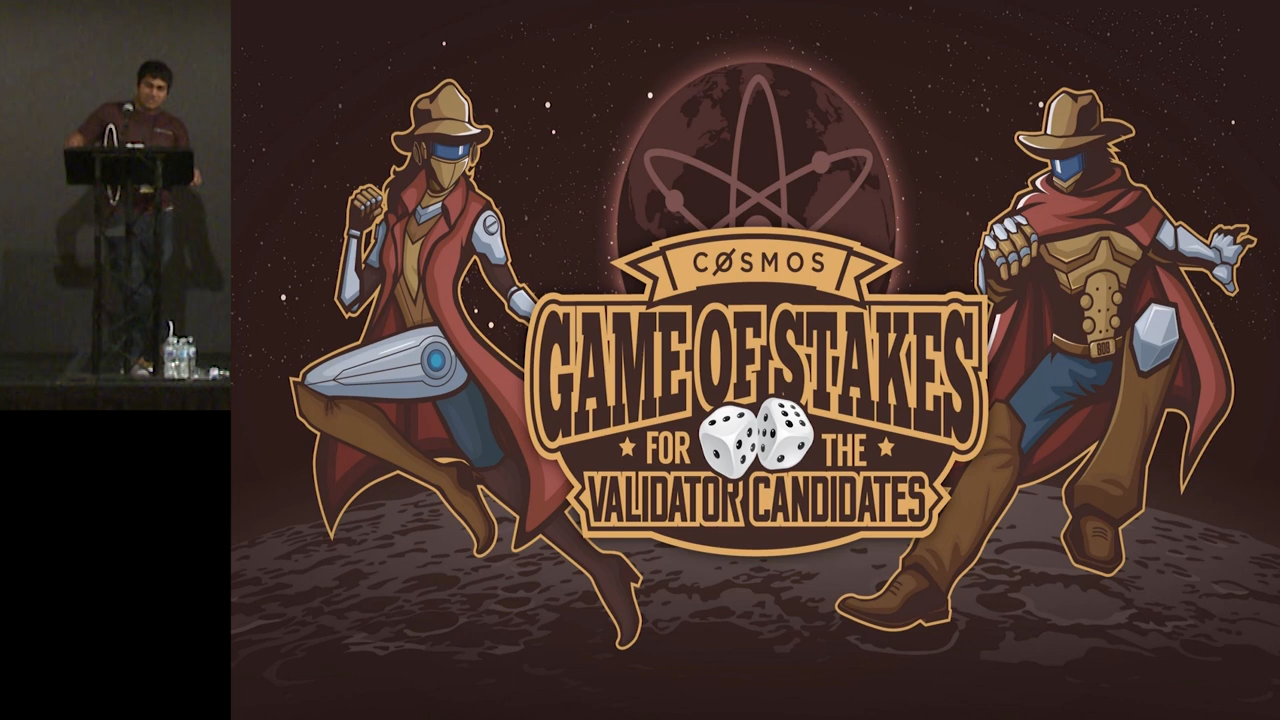 CØSMOS
GAME OF STAKES
FOR THE
VALIDATOR CANDIDATES